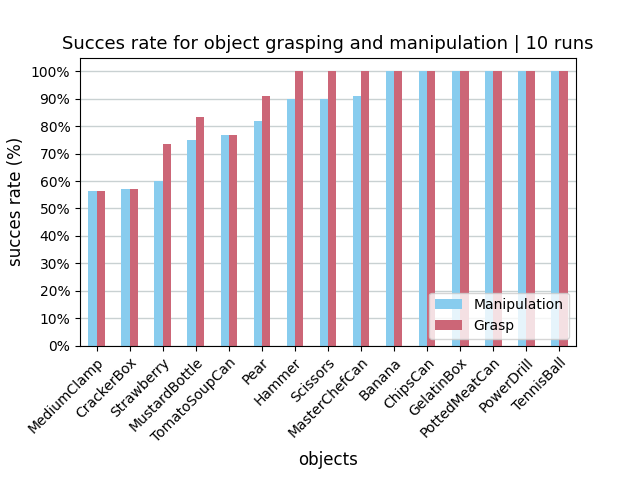 Succes rate for object grasping and manipulation | 10 runs
100%
90%
80%
70%
60%
50%
40%
30%
20%
10%
0%
succes rate (%)
Manipulation
Grasp
MediumClamp
CrackerBox
Strawberry
MustardBottle
TomatoSoupCan
Pear
Hammer
Scissors
MasterChefCan
Banana
ChipsCan
GelatinBox
PottedMeatCan
PowerDrill
TennisBall
objects